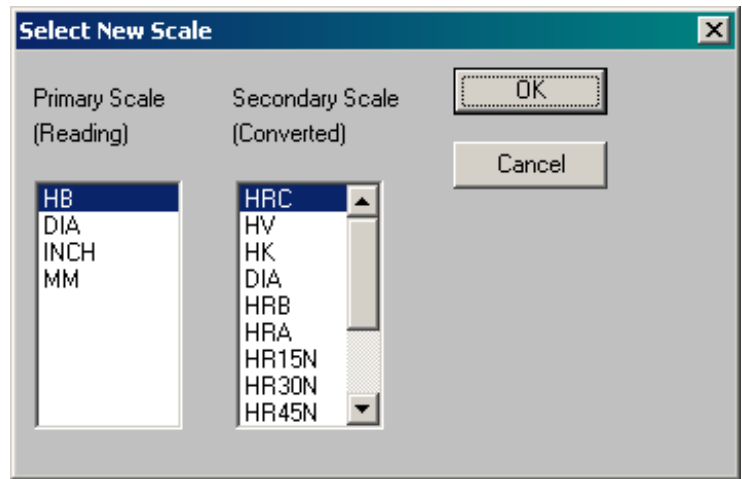 Select New Scale
Primary Scale
(Reading)
Secondary Scale
(Converted)
OK
Cancel
HB
DIA
INCH
MM
HRC
HV
HK
DIA
HRB
HRA
HR15N
HR30N
HR45N